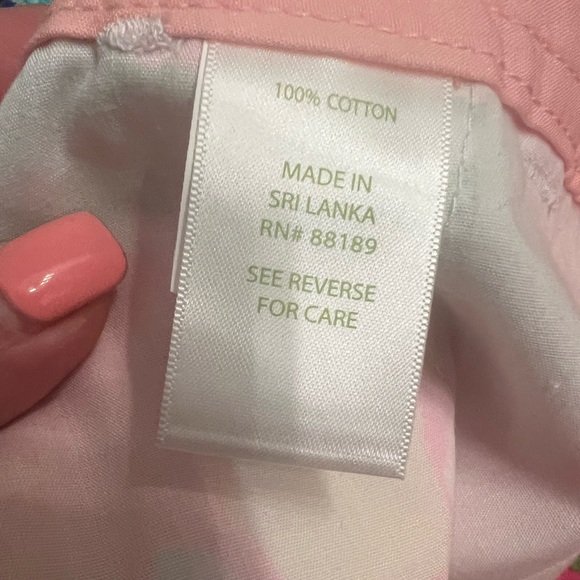 100% COTTON
MADE IN
SRI LANKA
RN# 88189
SEE REVERSE
FOR CARE